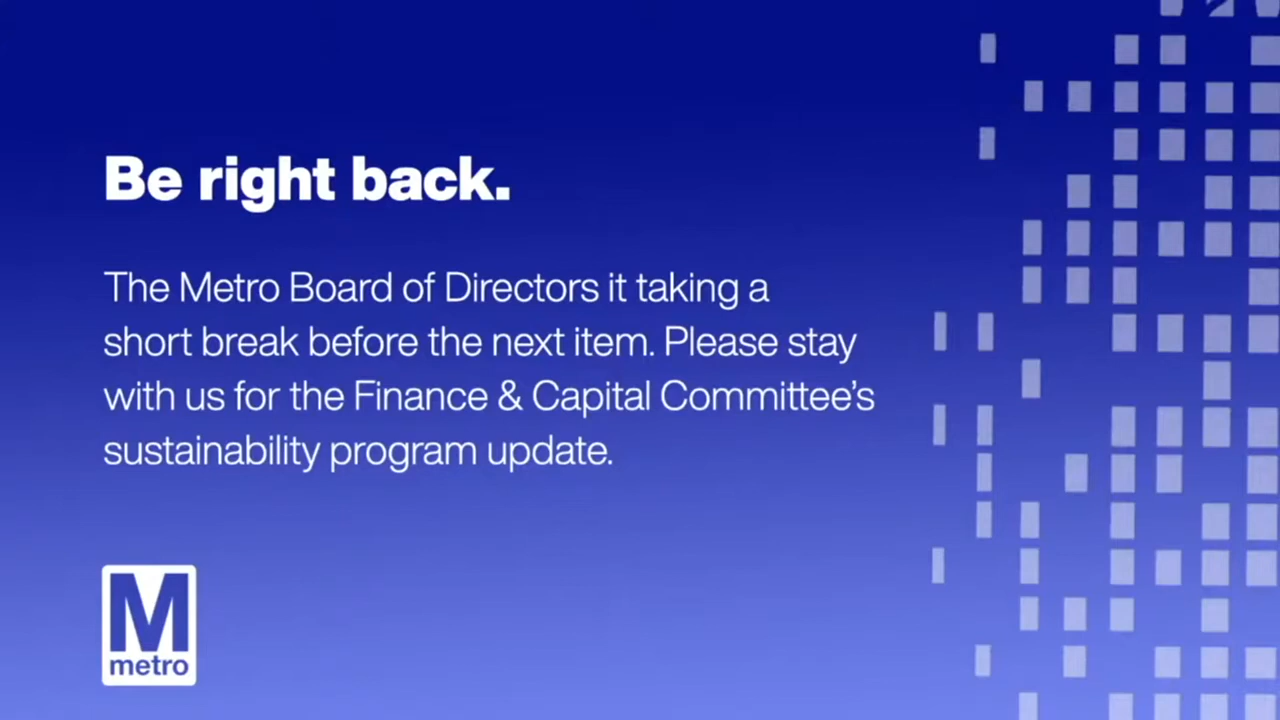 Be right back.
The Metro Board of Directors it taking a
short break before the next item. Please stay
with us for the Finance & Capital Committee’s
sustainability program update.
M
metro